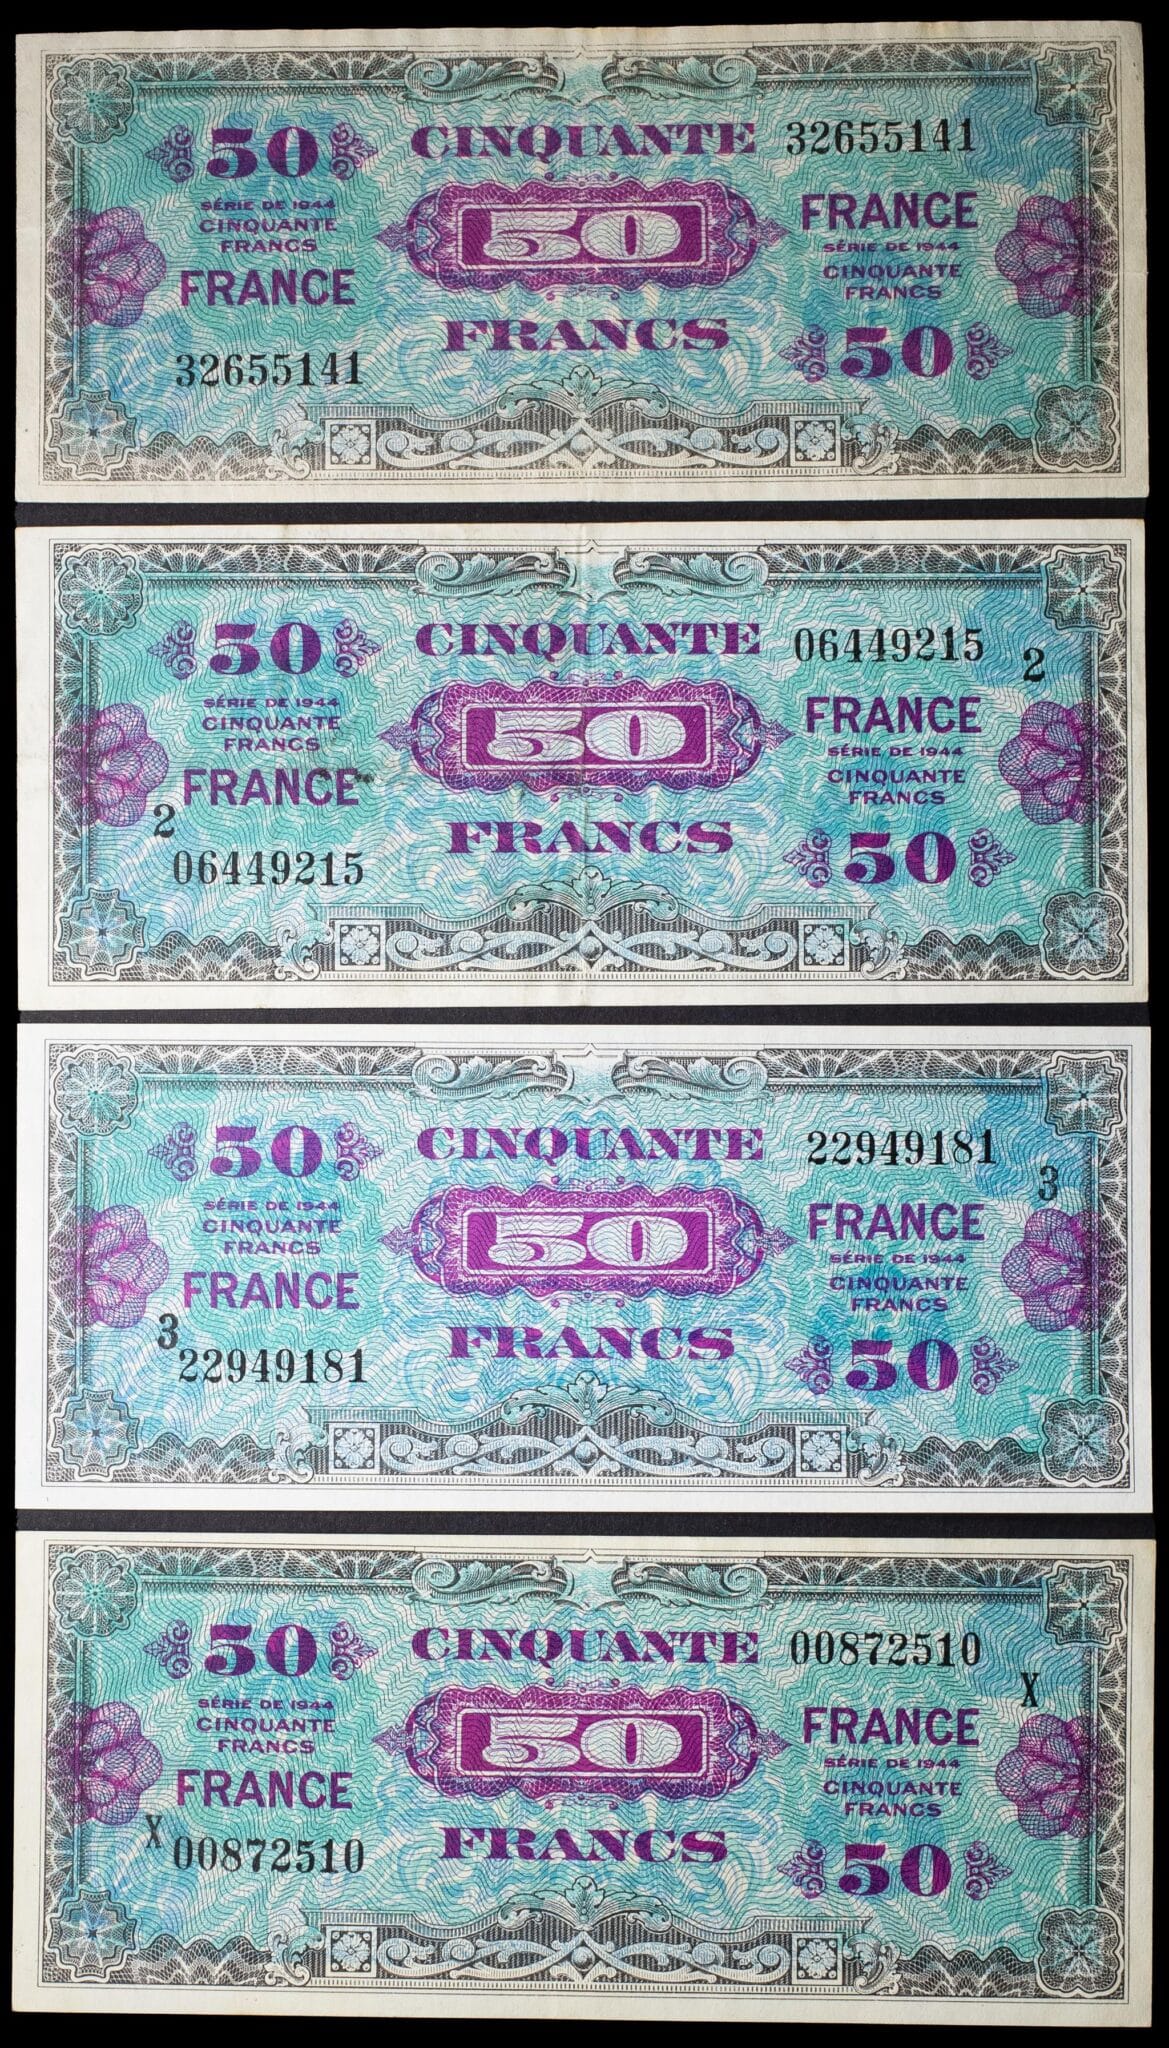 50 CINQUANTE 32655141
SÉRIE DE 1944
CINQUANTE
FRANCS
FRANCE
50
FRANCE
SÉRIE DE 1944
CINQUANTE
FRANCS
32655141
FRANCS
50
50 CINQUANTE 06449215 2
SÉRIE DE 1944
CINQUANTE
FRANCS
FRANCE
50
FRANCE
SÉRIE DE 1944
CINQUANTE
FRANCS
2
06449215
FRANCS
50
50 CINQUANTE 22949181 3
SÉRIE DE 1944
CINQUANTE
FRANCS
FRANCE
50
FRANCE
SÉRIE DE 1944
CINQUANTE
FRANCS
3
22949181
FRANCS
50
50 CINQUANTE 00872510 X
SÉRIE DE 1944
CINQUANTE
FRANCS
FRANCE
50
FRANCE
SÉRIE DE 1944
CINQUANTE
FRANCS
X
00872510
FRANCS
50